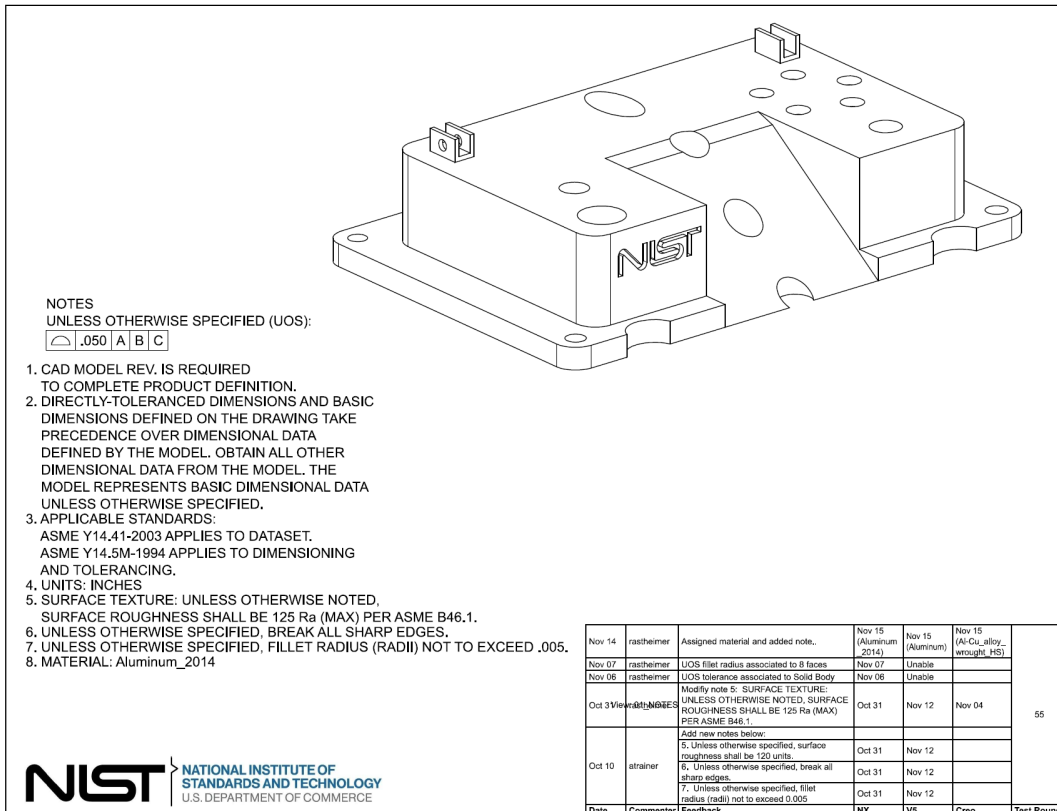 NIST
NOTES
UNLESS OTHERWISE SPECIFIED (UOS):
.050 A B C
1. CAD MODEL REV. IS REQUIRED
TO COMPLETE PRODUCT DEFINITION.
2. DIRECTLY-TOLERANCED DIMENSIONS AND BASIC
DIMENSIONS DEFINED ON THE DRAWING TAKE
PRECEDENCE OVER DIMENSIONAL DATA
DEFINED BY THE MODEL. OBTAIN ALL OTHER
DIMENSIONAL DATA FROM THE MODEL. THE
MODEL REPRESENTS BASIC DIMENSIONAL DATA
UNLESS OTHERWISE SPECIFIED.
3. APPLICABLE STANDARDS:
ASME Y14.41-2003 APPLIES TO DATASET.
ASME Y14.5M-1994 APPLIES TO DIMENSIONING
AND TOLERANCING.
4. UNITS: INCHES
5. SURFACE TEXTURE: UNLESS OTHERWISE NOTED,
SURFACE ROUGHNESS SHALL BE 125 Ra (MAX) PER ASME B46.1.
6. UNLESS OTHERWISE SPECIFIED, BREAK ALL SHARP EDGES.
7. UNLESS OTHERWISE SPECIFIED, FILLET RADIUS (RADII) NOT TO EXCEED .005.
8. MATERIAL: Aluminum_2014
Nov 14 rastheimer Assigned material and added note.. Nov 15 (Aluminum _2014) Nov 15 (Aluminum) Nov 15 (Al-Cu_alloy_ wrought_HS)
Nov 07 rastheimer UOS fillet radius associated to 8 faces Nov 07 Unable
Nov 06 rastheimer UOS tolerance associated to Solid Body Nov 06 Unable
Modifiy note 5: SURFACE TEXTURE:
UNLESS OTHERWISE NOTED, SURFACE
Oct 31 ROUGHNESS SHALL BE 125 Ra (MAX) Oct 31 Nov 12 Nov 04
PER ASME B46.1.
55
Add new notes below:
5. Unless otherwise specified, surface
roughness shall be 120 units. Oct 31 Nov 12
Oct 10 atrainer
6. Unless otherwise specified, break all
sharp edges. Oct 31 Nov 12
7. Unless otherwise specified, fillet
radius (radii) not to exceed 0.005 Oct 31 Nov 12
Date Commenter Feedback NX V5 Creo Test Round
NIST
NATIONAL INSTITUTE OF
STANDARDS AND TECHNOLOGY
U.S. DEPARTMENT OF COMMERCE